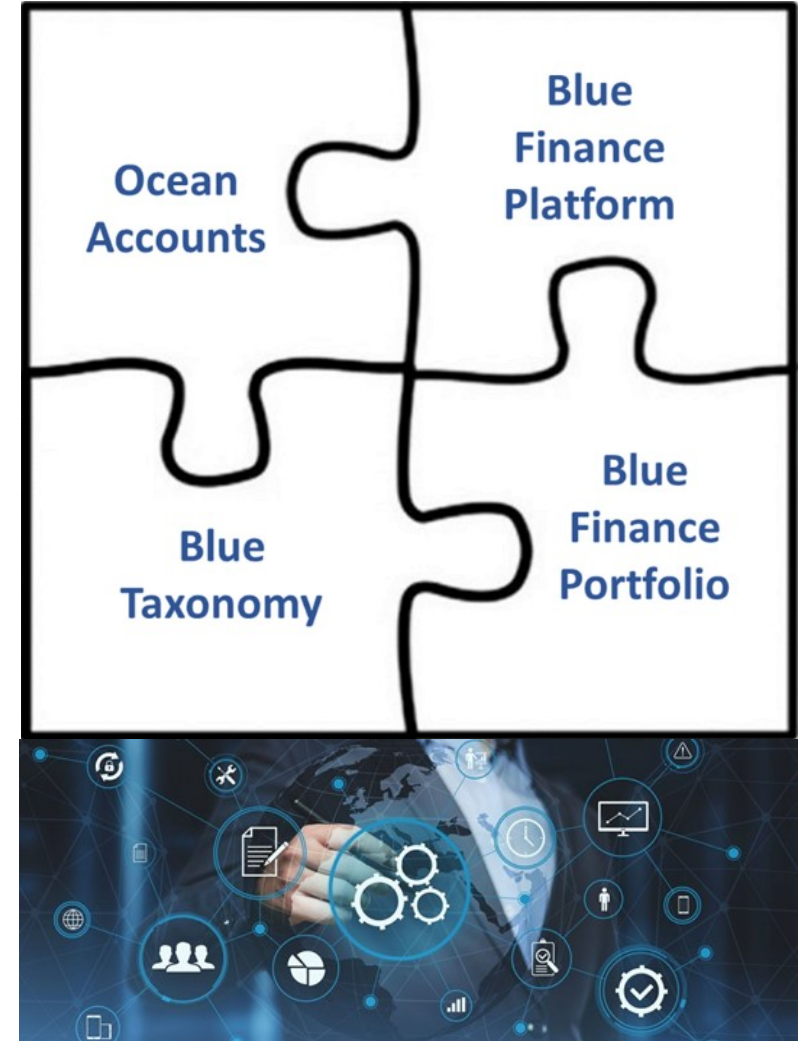 Ocean
Accounts
Blue
Finance
Platform
Blue
Taxonomy
Blue
Finance
Portfolio